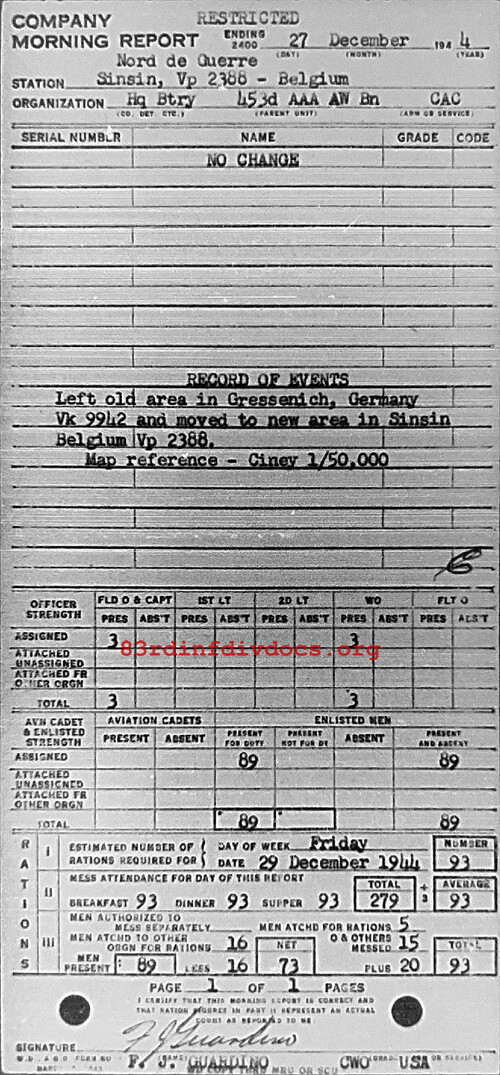 COMPANY RESTRICTED
MORNING REPORT ENDING 2400 27 December 1944
(DAY) (MONTH) (YEAR)
Nord de Guerre
STATION Sinsin, Vp 2388 - Belgium
ORGANIZATION Hq Btry 453d AAA AW Bn CAC
(CO. DET. ETC.) (PARENT UNIT) (ARM OR SERVICE)
SERIAL NUMBER NAME GRADE CODE
NO CHANGE
RECORD OF EVENTS
Left old area in Gressenich, Germany
Vk 9942 and moved to new area in Sinsin
Belgium Vp 2388.
Map reference - Ciney 1/50,000
OFFICER STRENGTH FLD O & CAPT 1ST LT 2D LT WO FLT O
PRES ABS'T PRES ABS'T PRES ABS'T PRES ABS'T PRES ABS'T
ASSIGNED 3 3
83rdinfdivdocs.org
ATTACHED UNASSIGNED
ATTACHED FR OTHER ORGN
TOTAL 3 3
AVN CADET & ENLISTED STRENGTH AVIATION CADETS ENLISTED MEN
PRESENT ABSENT PRESENT FOR DUTY PRESENT NOT FOR DY ABSENT PRESENT AND ABSENT
ASSIGNED 89 89
ATTACHED UNASSIGNED
ATTACHED FR OTHER ORGN
TOTAL 89 89
RATIONS
I ESTIMATED NUMBER OF RATIONS REQUIRED FOR DAY OF WEEK Friday NUMBER
DATE 29 December 1944 93
II MESS ATTENDANCE FOR DAY OF THIS REPORT TOTAL ÷ 3 AVERAGE
BREAKFAST 93 DINNER 93 SUPPER 93 279 93
III MEN AUTHORIZED TO MESS SEPARATELY MEN ATCHD FOR RATIONS 5
MEN ATCHD TO OTHER ORGN FOR RATIONS 16 NET O & OTHERS MESSED 15 TOTAL
MEN PRESENT 89 LESS 16 73 PLUS 20 93
PAGE 1 OF 1 PAGES
I CERTIFY THAT THIS MORNING REPORT IS CORRECT AND
THAT RATION FIGURES IN PART II REPRESENT AN ACTUAL
COUNT AS REPORTED TO ME:
SIGNATURE F J Guardino
W.D. A.G.O. FORM NO F. J. GUARDINO CWO USA
(NAME) (GRADE)
MRU OR SCU